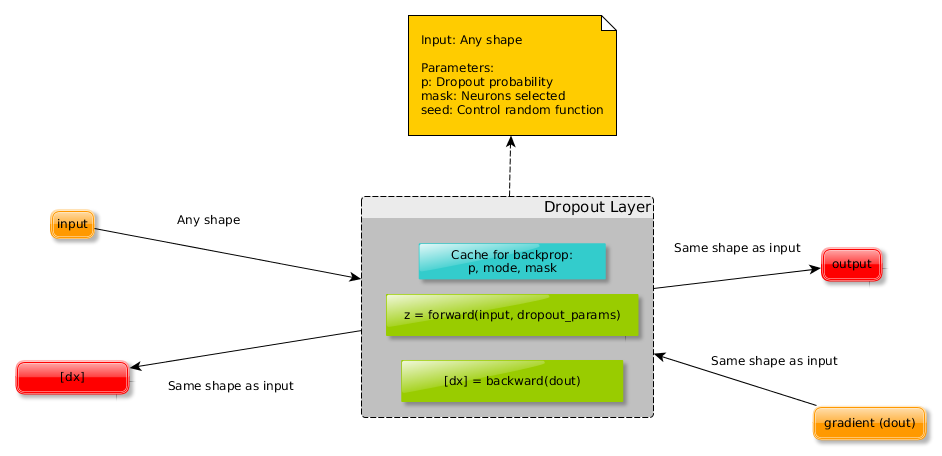 Input: Any shape
Parameters:
p: Dropout probability
mask: Neurons selected
seed: Control random function
Dropout Layer
input
Any shape
Cache for backprop:
p, mode, mask
Same shape as input
output
z = forward(input, dropout_params)
[dx]
Same shape as input
[dx] = backward(dout)
Same shape as input
gradient (dout)